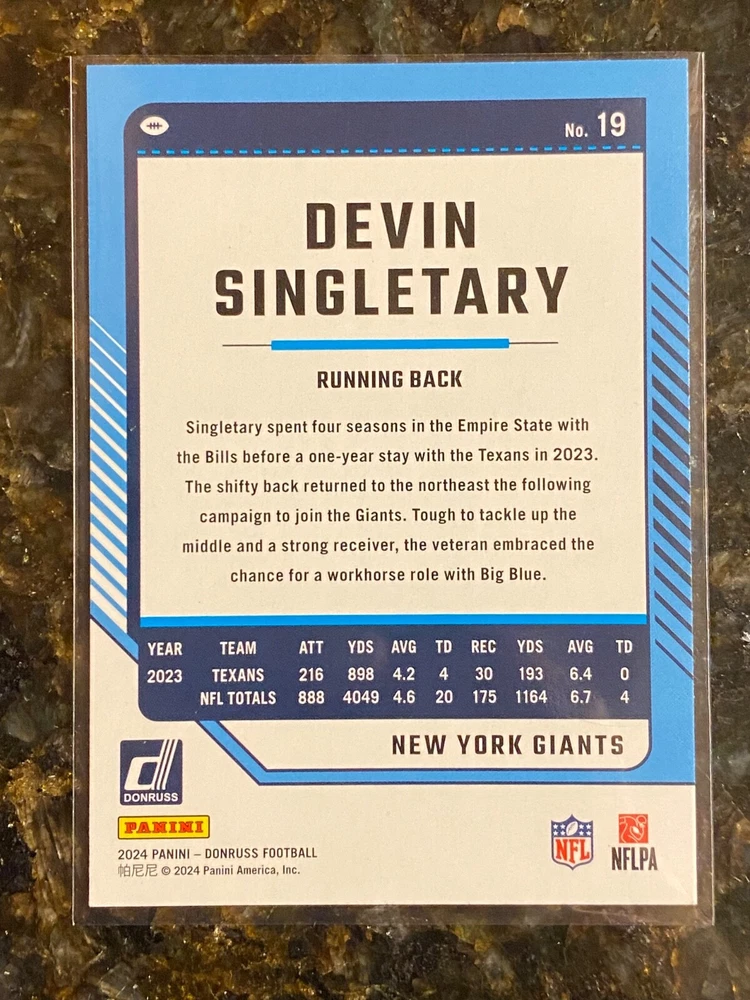 No. 19
DEVIN
SINGLETARY
RUNNING BACK
Singletary spent four seasons in the Empire State with
the Bills before a one-year stay with the Texans in 2023.
The shifty back returned to the northeast the following
campaign to join the Giants. Tough to tackle up the
middle and a strong receiver, the veteran embraced the
chance for a workhorse role with Big Blue.
YEAR TEAM ATT YDS AVG TD REC YDS AVG TD
2023 TEXANS 216 898 4.2 4 30 193 6.4 0
NFL TOTALS 888 4049 4.6 20 175 1164 6.7 4
NEW YORK GIANTS
DONRUSS
PANINI
2024 PANINI – DONRUSS FOOTBALL
帕尼尼 © 2024 Panini America, Inc.
NFL
NFLPA